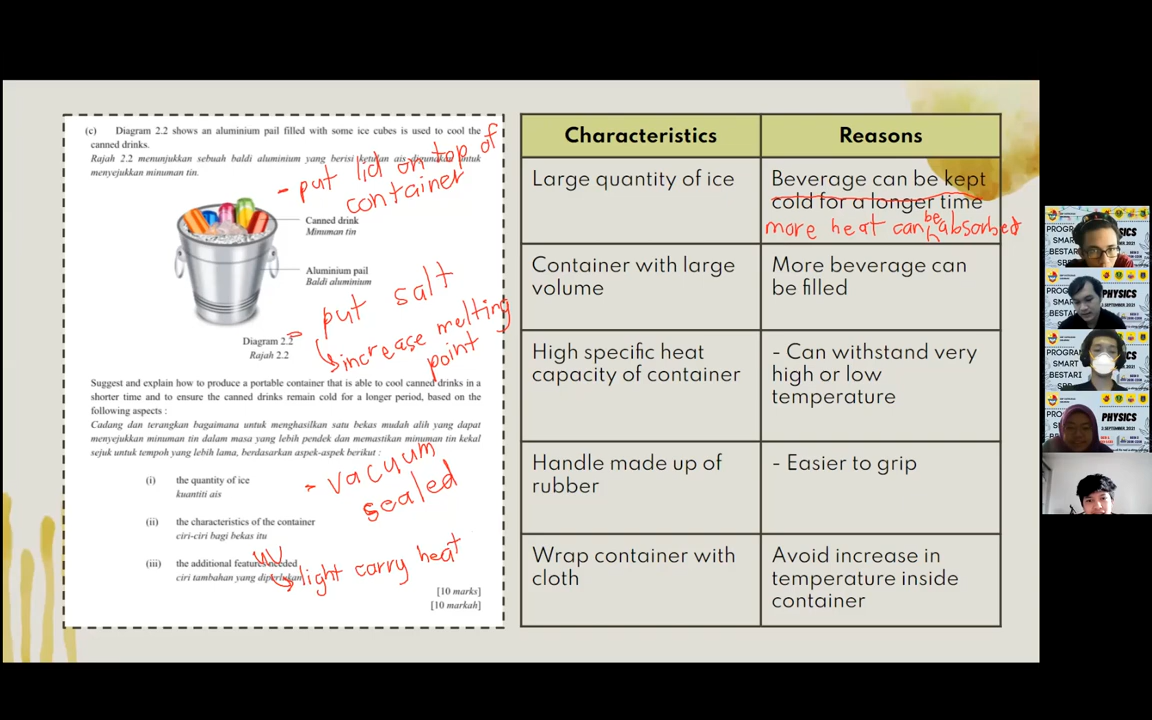 (c) Diagram 2.2 shows an aluminium pail filled with some ice cubes is used to cool the
canned drinks.
Rajah 2.2 menunjukkan sebuah baldi aluminium yang berisi ketulan ais digunakan untuk
menyejukkan minuman tin.
- put lid on top of
container
Canned drink
Minuman tin
Aluminium pail
Baldi aluminium
- put salt
increase melting
point
Diagram 2.2
Rajah 2.2
Suggest and explain how to produce a portable container that is able to cool canned drinks in a
shorter time and to ensure the canned drinks remain cold for a longer period, based on the
following aspects :
Cadang dan terangkan bagaimana untuk menghasilkan satu bekas mudah alih yang dapat
menyejukkan minuman tin dalam masa yang lebih pendek dan memastikan minuman tin kekal
sejuk untuk tempoh yang lebih lama, berdasarkan aspek-aspek berikut :
- vacuum
sealed
(i) the quantity of ice
kuantiti ais
(ii) the characteristics of the container
ciri-ciri bagi bekas itu
(iii) the additional features needed
ciri tambahan yang diperlukan
UV
light carry heat
[10 marks]
[10 markah]
Characteristics Reasons
Large quantity of ice
Beverage can be kept
cold for a longer time
more heat can be absorbed
Container with large
volume
More beverage can
be filled
High specific heat
capacity of container
- Can withstand very
high or low
temperature
Handle made up of
rubber
- Easier to grip
Wrap container with
cloth
Avoid increase in
temperature inside
container
PHYSICS
PHYSICS
PHYSICS
PHYSICS